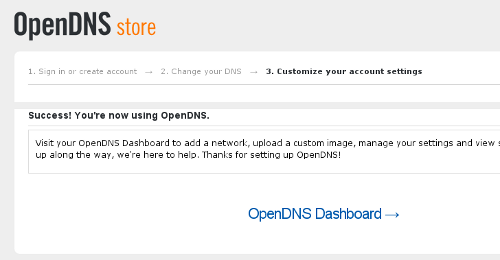 OpenDNS store
1. Sign in or create account → 2. Change your DNS → 3. Customize your account settings
Success! You're now using OpenDNS.
Visit your OpenDNS Dashboard to add a network, upload a custom image, manage your settings and view
up along the way, we're here to help. Thanks for setting up OpenDNS!
OpenDNS Dashboard →